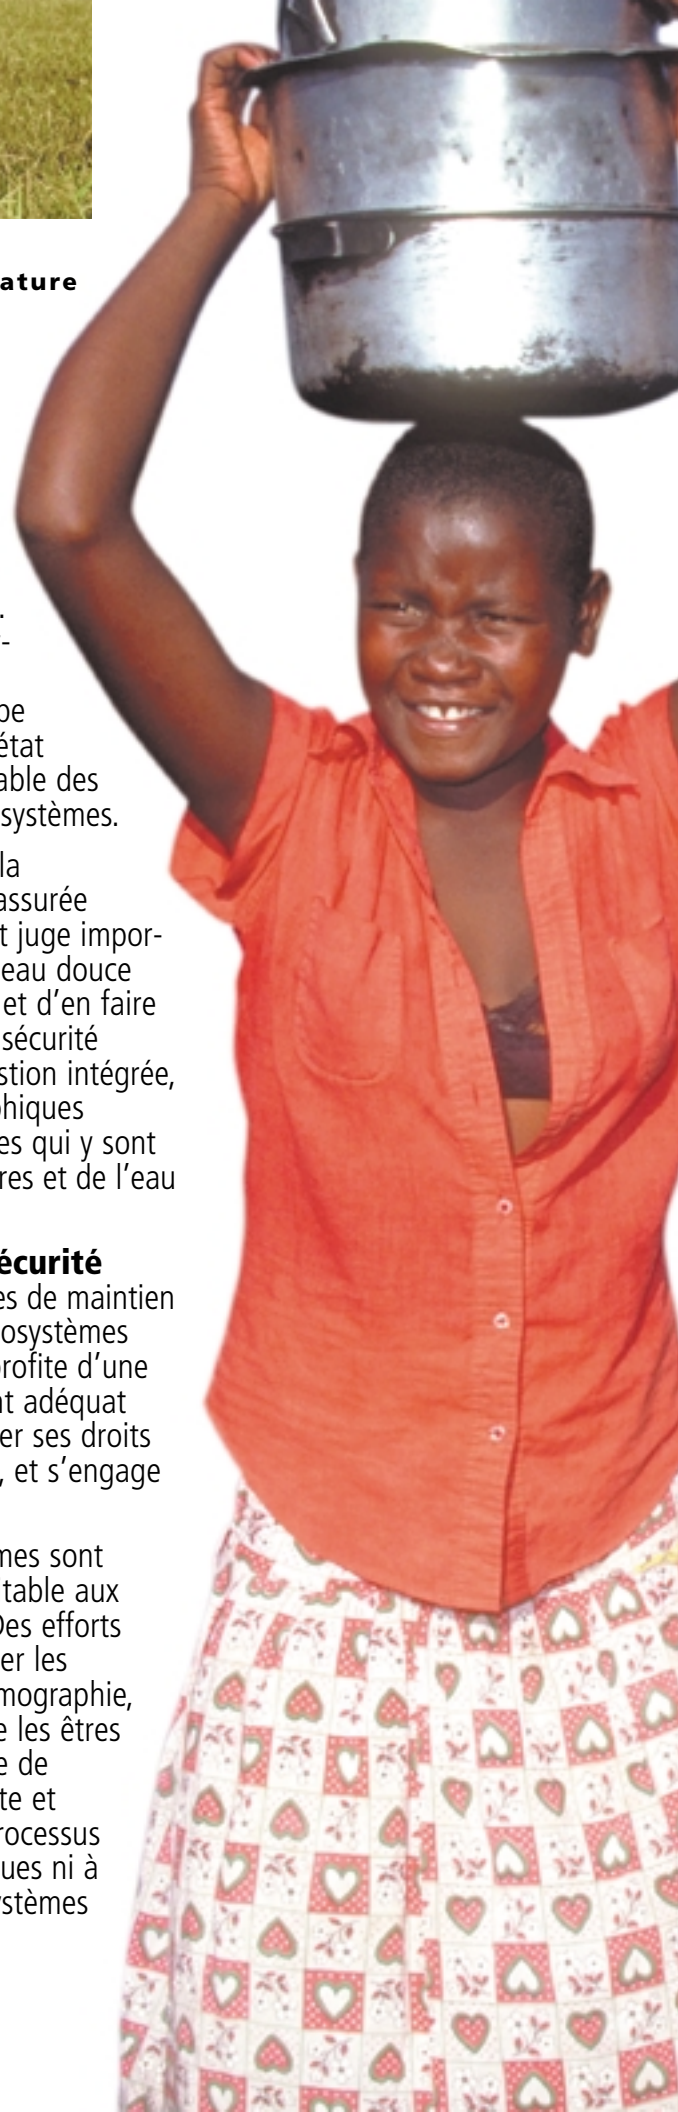 ature
.
-
be
état
able des
systèmes.
la
assurée
t juge impor-
eau douce
et d'en faire
sécurité
stion intégrée,
phiques
es qui y sont
res et de l'eau
écurité
es de maintien
osystèmes
profite d'une
nt adéquat
er ses droits
, et s'engage
mes sont
table aux
Des efforts
er les
mographie,
e les êtres
e de
te et
rocessus
ues ni à
stèmes